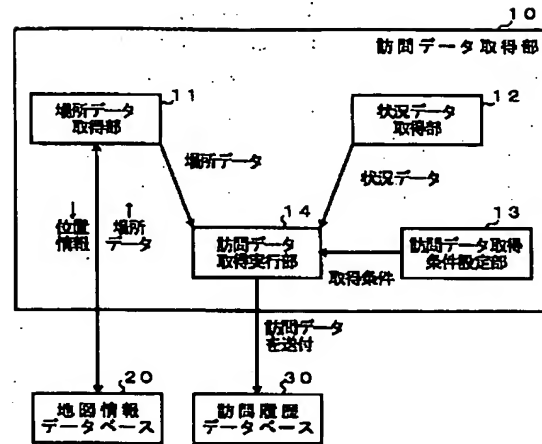 10
訪問データ取得部
11
場所データ
取得部
12
状況データ
取得部
場所データ
状況データ
↓
位置
情報
↑
場所
データ
14
訪問データ
取得実行部
13
訪問データ取得
条件設定部
取得条件
訪問データ
を送付
20
地図情報
データベース
30
訪問履歴
データベース